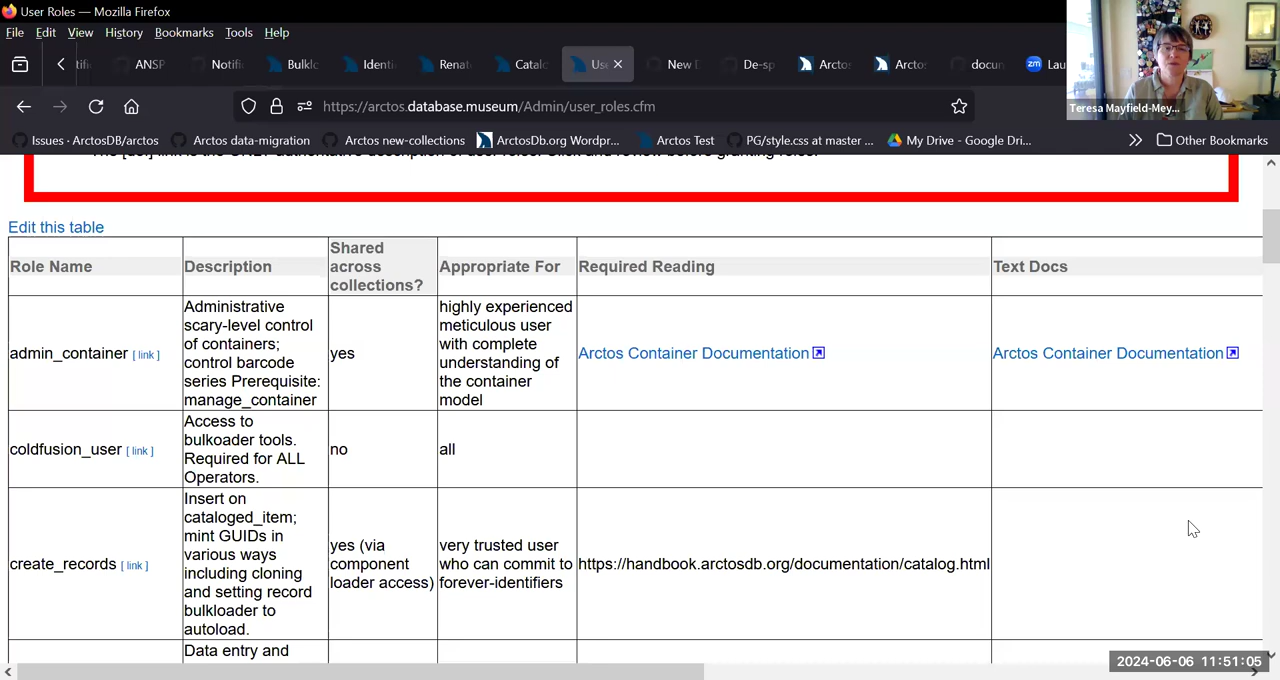 User Roles — Mozilla Firefox
File Edit View History Bookmarks Tools Help
ANSP Notifi Bulklo Identi Renat Catalc Use New D De-sp Arctos Arctos docun Lau
https://arctos.database.museum/Admin/user_roles.cfm
Teresa Mayfield-Mey...
Issues · ArctosDB/arctos Arctos data-migration Arctos new-collections ArctosDb.org Wordpr... Arctos Test PG/style.css at master ... My Drive - Google Dri... Other Bookmarks
Edit this table
Role Name Description Shared across collections? Appropriate For Required Reading Text Docs
admin_container [ link ]
Administrative
scary-level control
of containers;
control barcode
series Prerequisite:
manage_container
yes
highly experienced
meticulous user
with complete
understanding of
the container
model
Arctos Container Documentation
Arctos Container Documentation
coldfusion_user [ link ]
Access to
bulkoader tools.
Required for ALL
Operators.
no
all
create_records [ link ]
Insert on
cataloged_item;
mint GUIDs in
various ways
including cloning
and setting record
bulkloader to
autoload.
yes (via
component
loader access)
very trusted user
who can commit to
forever-identifiers
https://handbook.arctosdb.org/documentation/catalog.html
Data entry and
2024-06-06 11:51:05